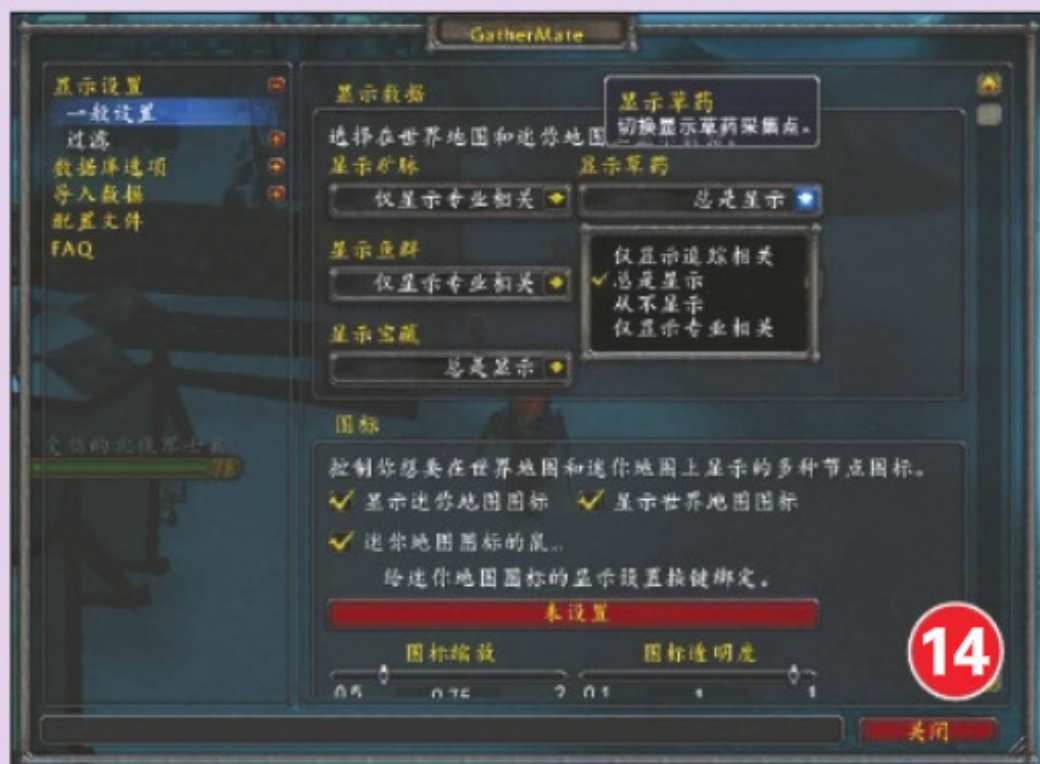 GatherMate
显示设置
一般设置
过滤
数据库选项
导入数据
配置文件
FAQ
显示数据
显示草药
切换显示草药采集点。
选择在世界地图和迷你地图
显示矿脉
显示草药
仅显示专业相关
总是显示
显示鱼群
仅显示专业相关
仅显示追踪相关
总是显示
从不显示
仅显示专业相关
显示宝藏
总是显示
图标
控制你想要在世界地图和迷你地图上显示的多种节点图标。
显示迷你地图图标
显示世界地图图标
迷你地图图标的鼠...
给迷你地图图标的显示设置按键绑定。
未设置
图标缩放
图标透明度
0.5 0.75 2
0.1 1 1
78
14
关闭